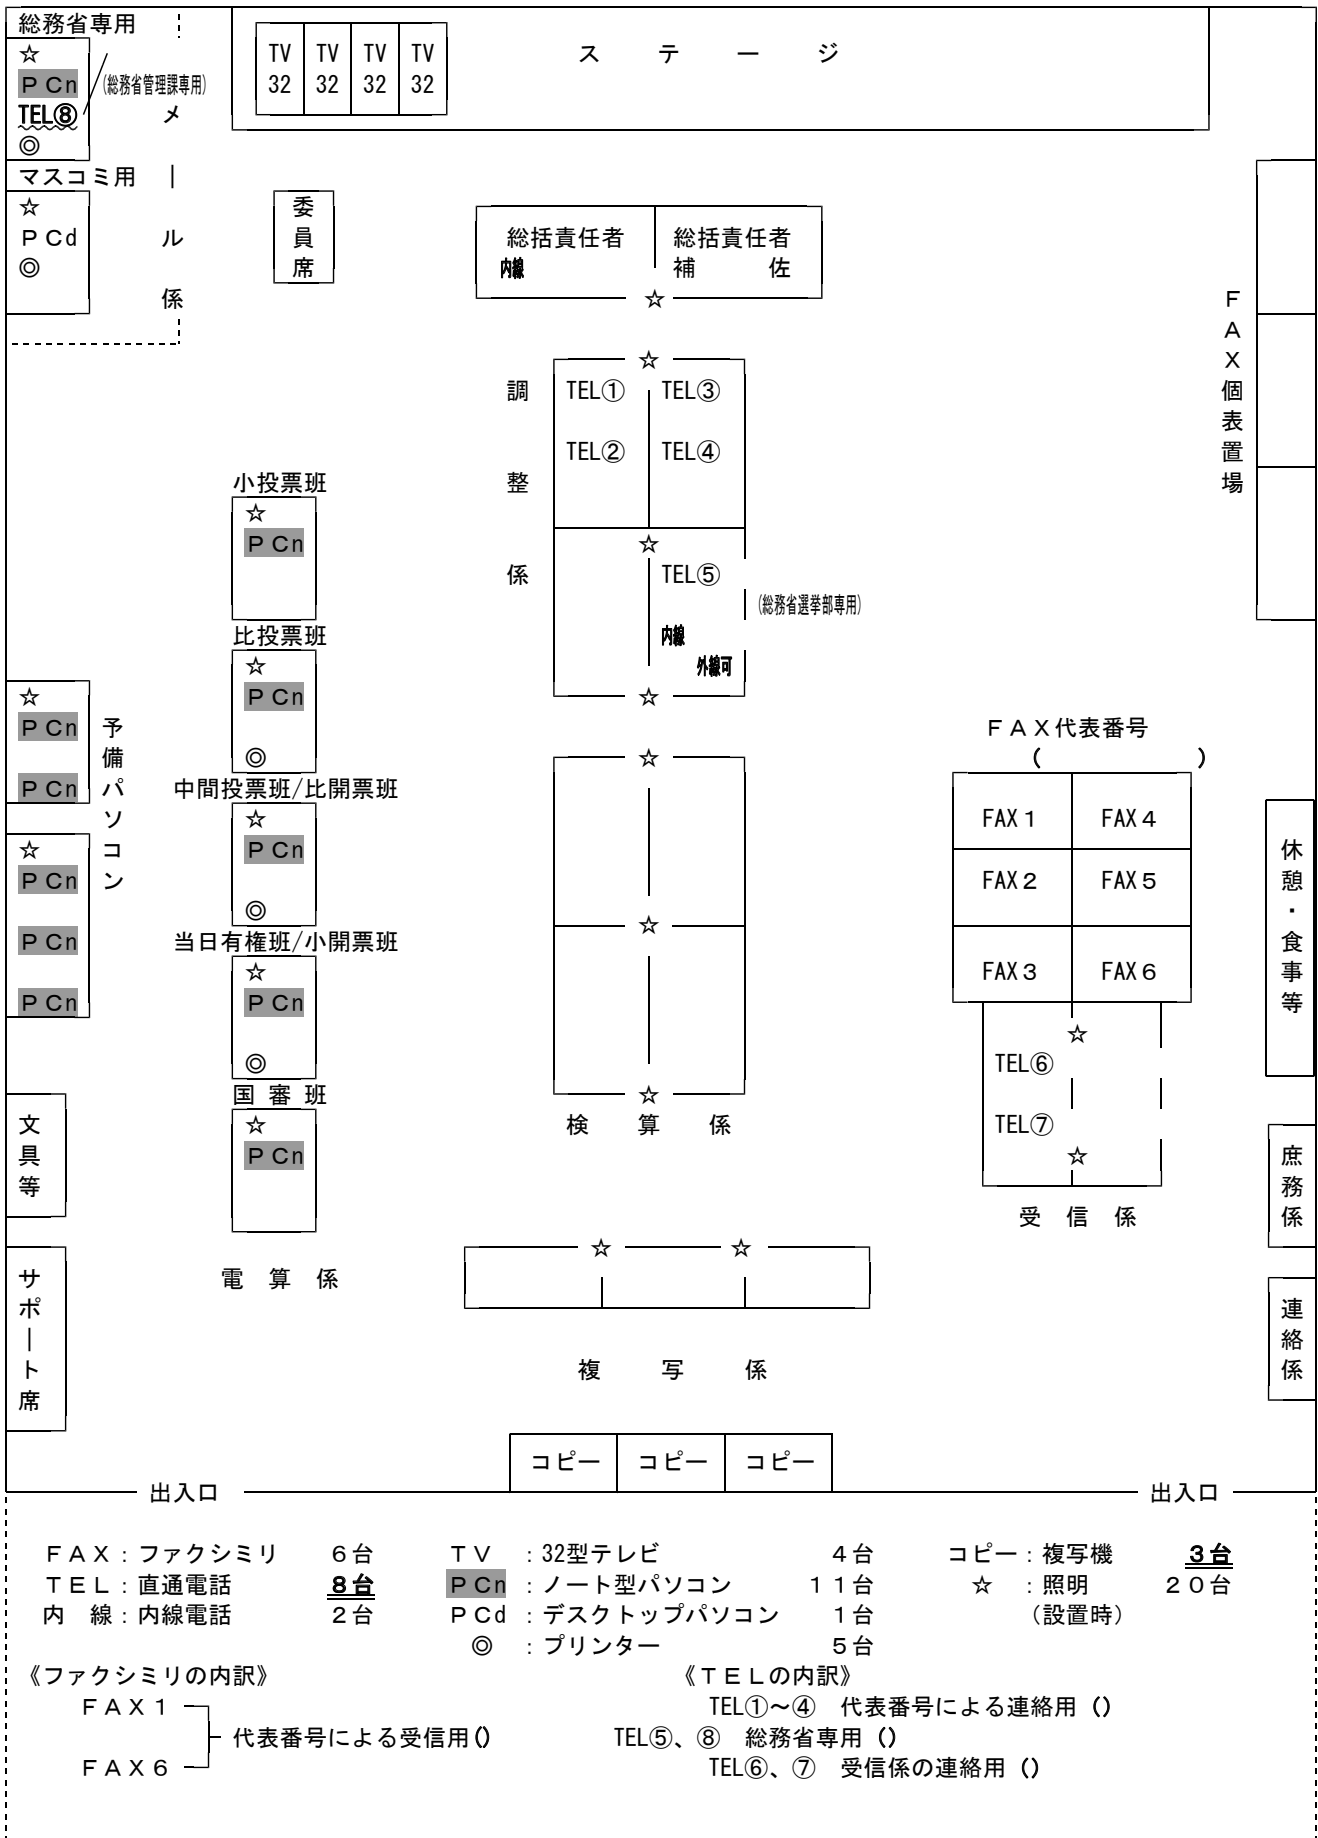 総務省専用
☆
ＰＣn
(総務省管理課専用)
TEL⑧
◎
マスコミ用
☆
ＰＣd
◎
メール係
TV 32
TV 32
TV 32
TV 32
ステージ
委員席
総括責任者
内線
総括責任者
補佐
☆
☆
調整係
TEL①
TEL③
TEL②
TEL④
☆
TEL⑤
(総務省選挙部専用)
内線
外線可
☆
ＦＡＸ個表置場
小投票班
☆
ＰＣn
比投票班
☆
ＰＣn
◎
中間投票班/比開票班
☆
ＰＣn
◎
当日有権班/小開票班
☆
ＰＣn
◎
国審班
☆
ＰＣn
電算係
☆
ＰＣn
ＰＣn
☆
ＰＣn
ＰＣn
ＰＣn
予備パソコン
文具等
サポート席
☆
☆
☆
検算係
ＦＡＸ代表番号
(　　　　)
FAX１
FAX４
FAX２
FAX５
FAX３
FAX６
☆
TEL⑥
TEL⑦
☆
受信係
休憩・食事等
庶務係
連絡係
☆　☆
複写係
コピー
コピー
コピー
出入口
出入口
ＦＡＸ：ファクシミリ　６台
ＴＥＬ：直通電話　８台
内　線：内線電話　２台
ＴＶ　：32型テレビ　４台
ＰＣn：ノート型パソコン　１１台
ＰＣd：デスクトップパソコン　１台
◎　：プリンター　５台
コピー：複写機　３台
☆　：照明　２０台
（設置時）
《ファクシミリの内訳》
ＦＡＸ１
代表番号による受信用()
ＦＡＸ６
《ＴＥＬの内訳》
TEL①～④　代表番号による連絡用（）
TEL⑤、⑧　総務省専用（）
TEL⑥、⑦　受信係の連絡用（）